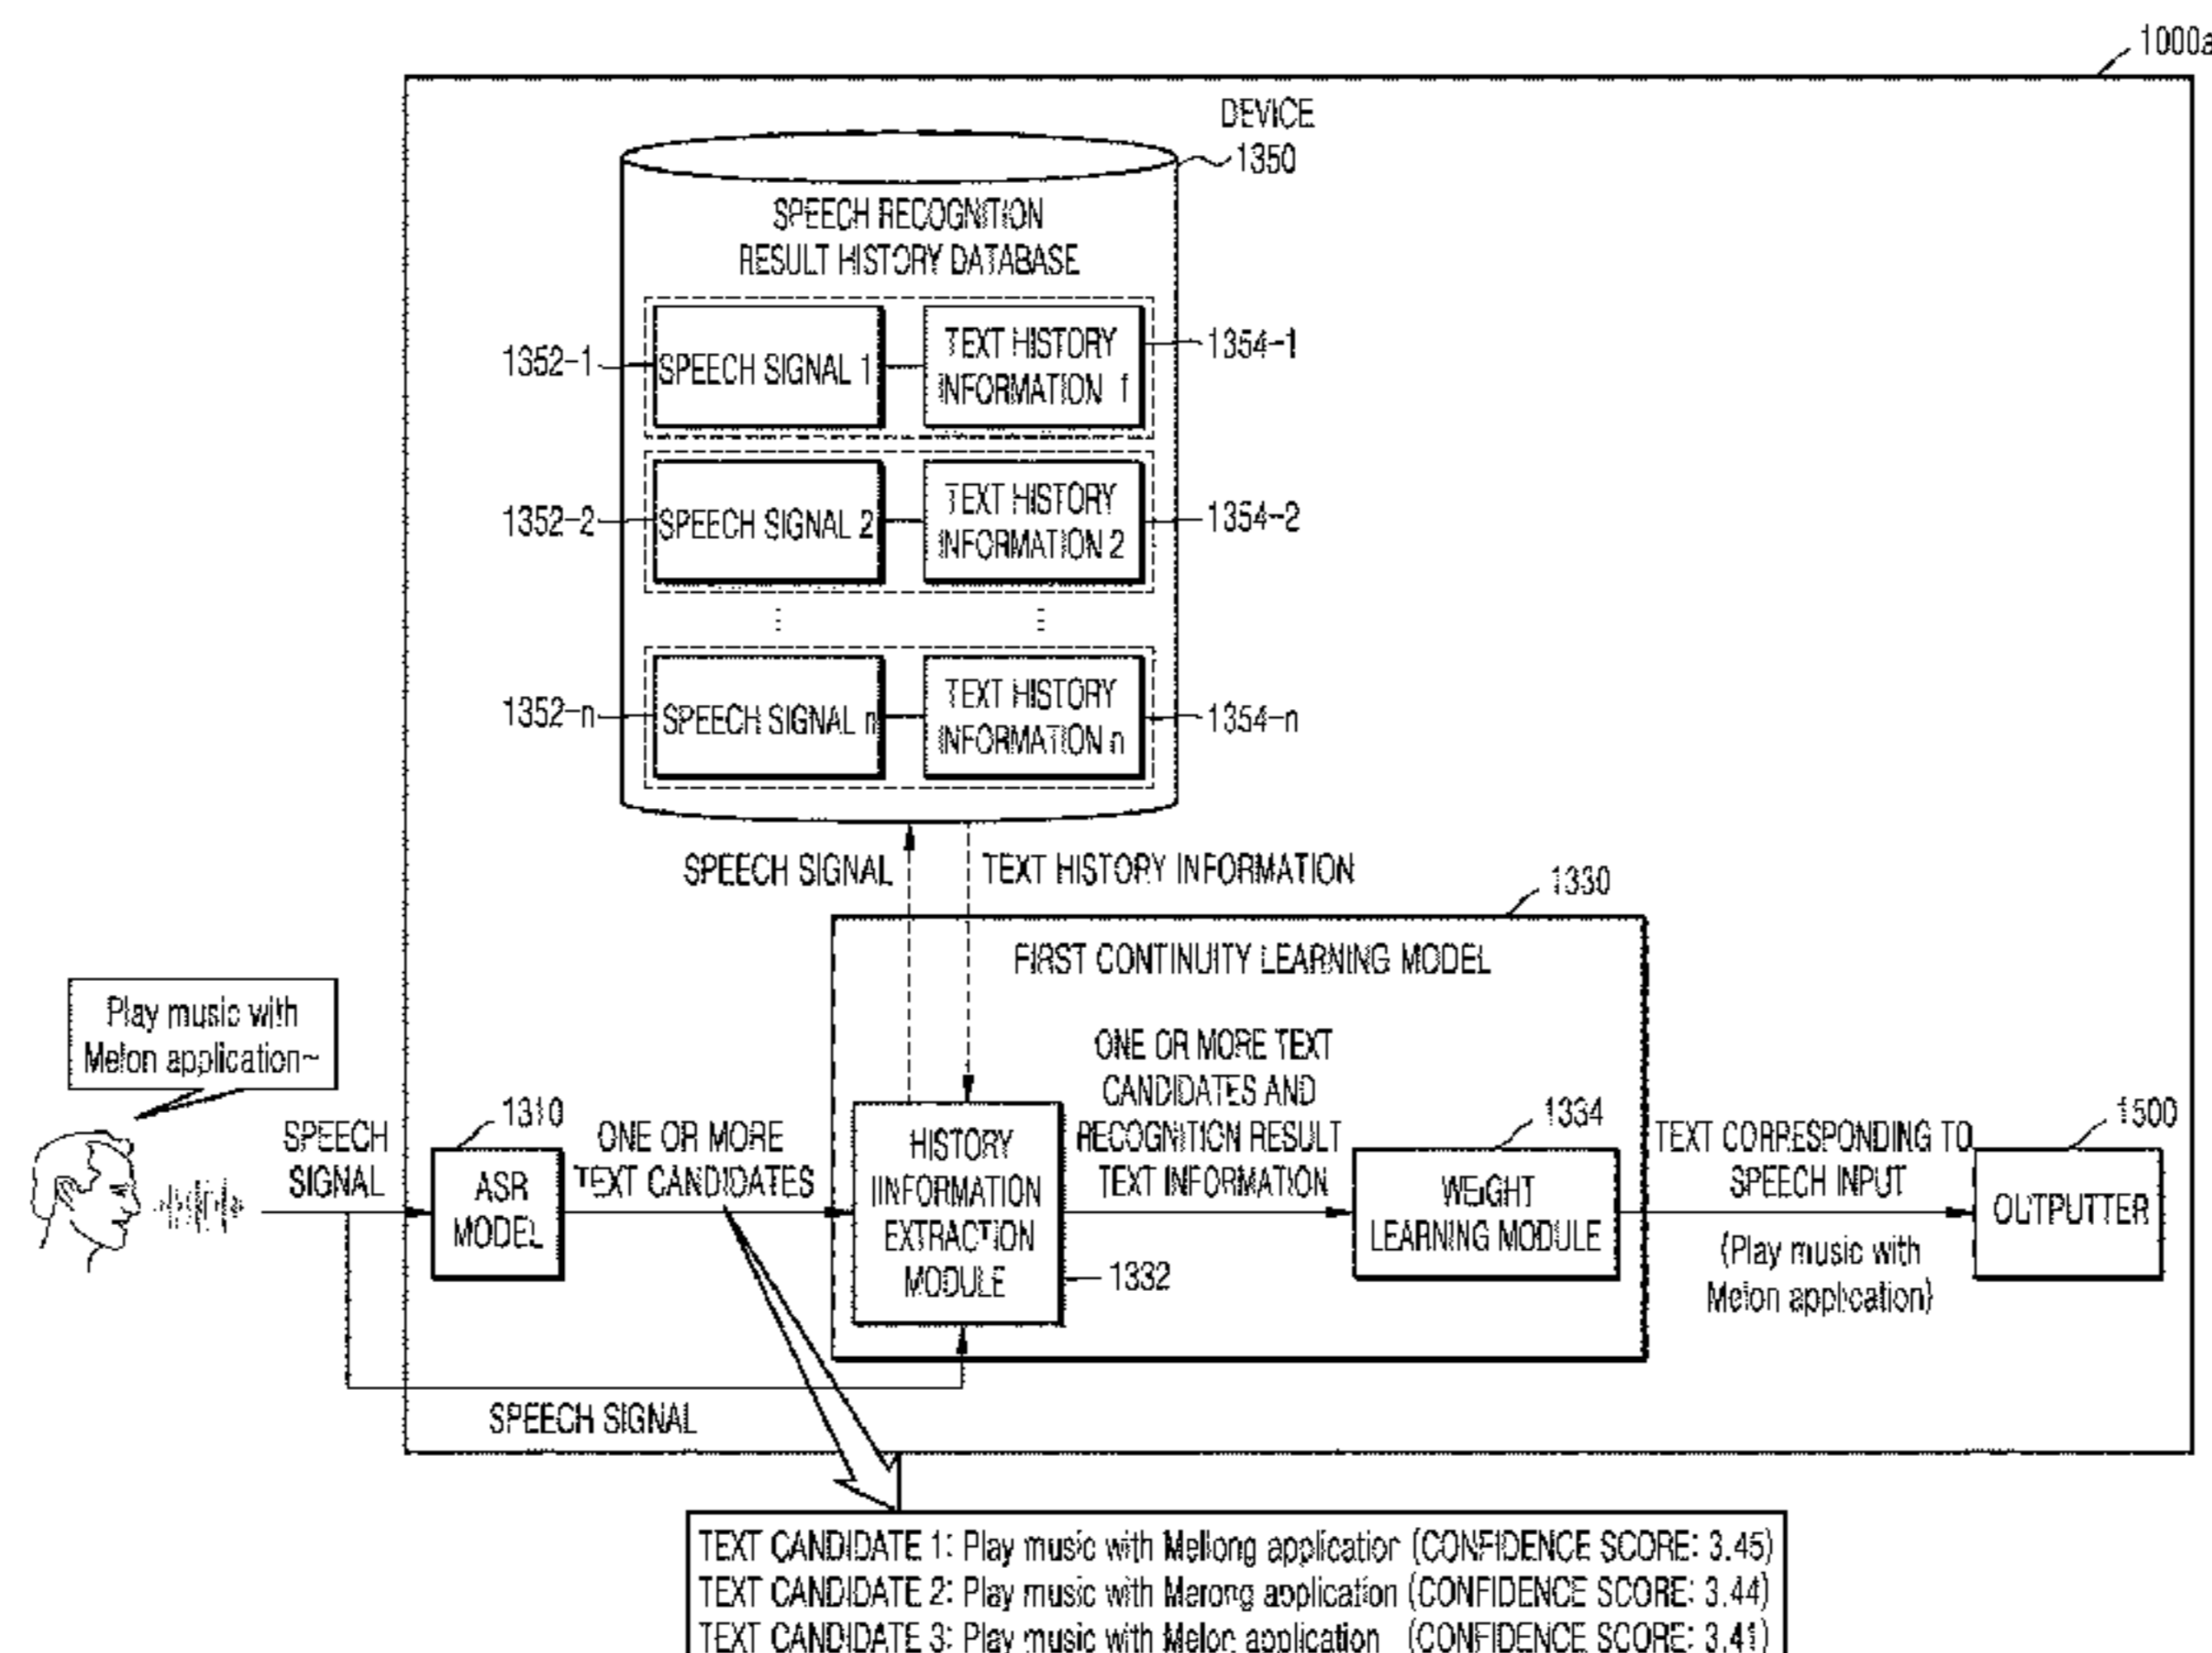 1000a
DEVICE
1350
SPEECH RECOGNITION
RESULT HISTORY DATABASE
1352-1
SPEECH SIGNAL 1
TEXT HISTORY
INFORMATION 1
1354-1
1352-2
SPEECH SIGNAL 2
TEXT HISTORY
INFORMATION 2
1354-2
1352-n
SPEECH SIGNAL n
TEXT HISTORY
INFORMATION n
1354-n
SPEECH SIGNAL
TEXT HISTORY INFORMATION
1330
FIRST CONTINUITY LEARNING MODEL
Play music with
Melon application~
SPEECH
SIGNAL
1310
ASR
MODEL
ONE OR MORE
TEXT CANDIDATES
HISTORY
IINFORMATION
EXTRACTION
MODULE
1332
ONE OR MORE TEXT
CANDIDATES AND
RECOGNITION RESULT
TEXT INFORMATION
1334
WEIGHT
LEARNING MODULE
TEXT CORRESPONDING TO
SPEECH INPUT
(Play music with
Melon application)
1500
OUTPUTTER
SPEECH SIGNAL
TEXT CANDIDATE 1: Play music with Mellong application (CONFIDENCE SCORE: 3.45)
TEXT CANDIDATE 2: Play music with Merong application (CONFIDENCE SCORE: 3.44)
TEXT CANDIDATE 3: Play music with Melon application (CONFIDENCE SCORE: 3.41)